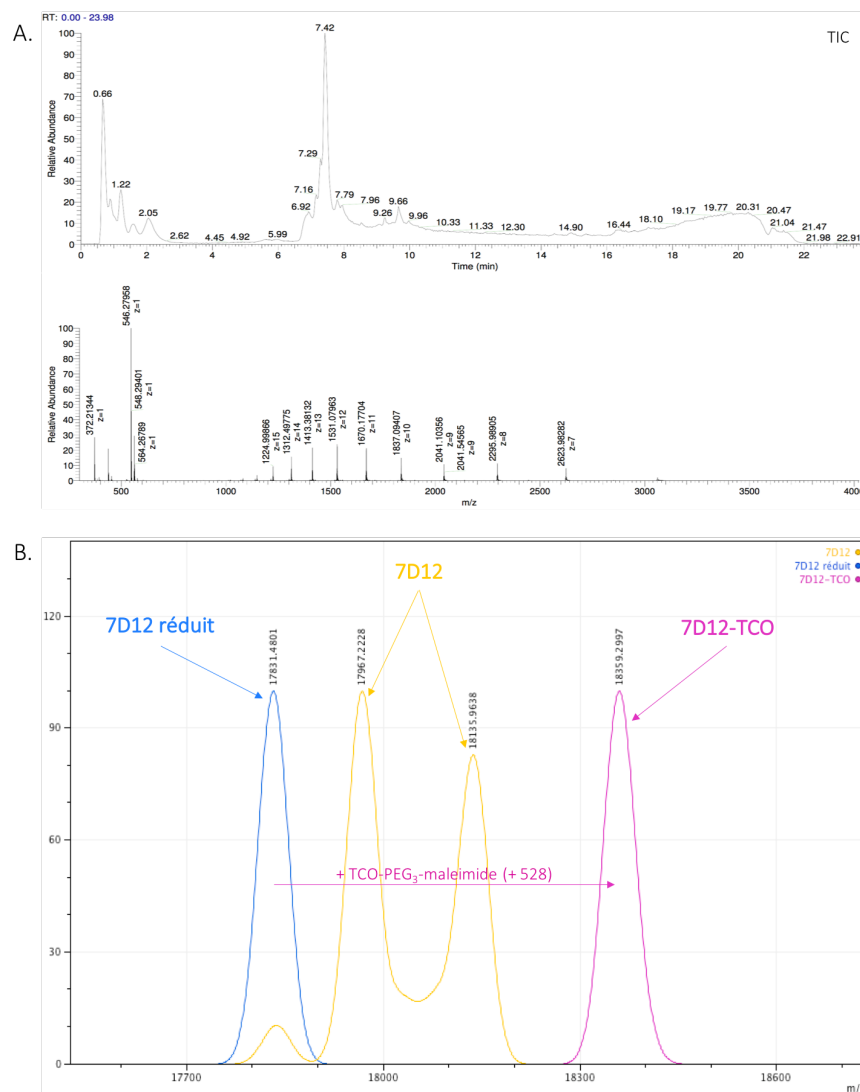 A.
RT: 0.00 - 23.98
TIC
Relative Abundance
100
90
80
70
60
50
40
30
20
10
0
0.66
1.22
2.05
2.62
4.45
4.92
5.99
6.92
7.16
7.29
7.42
7.79
7.96
9.26
9.66
9.96
10.33
11.33
12.30
14.90
16.44
18.10
19.17
19.77
20.31
20.47
21.04
21.47
21.98
22.91
0 2 4 6 8 10 12 14 16 18 20 22
Time (min)
Relative Abundance
100
90
80
70
60
50
40
30
20
10
0
372.21344 z=1
546.27958 z=1
548.29401 z=1
564.26789 z=1
1224.99866 z=15
1312.49775 z=14
1413.38132 z=13
1531.07963 z=12
1670.17704 z=11
1837.09407 z=10
2041.10356 z=9
2041.54565 z=9
2295.98905 z=8
2623.98282 z=7
500 1000 1500 2000 2500 3000 3500 400
m/z
B.
7D12
7D12 réduit
7D12-TCO
7D12
7D12 réduit
7D12-TCO
17831.4801
17967.2228
18135.9638
18359.2997
+ TCO-PEG₃-maleimide (+ 528)
120
90
60
30
0
17700 18000 18300 18600
m/